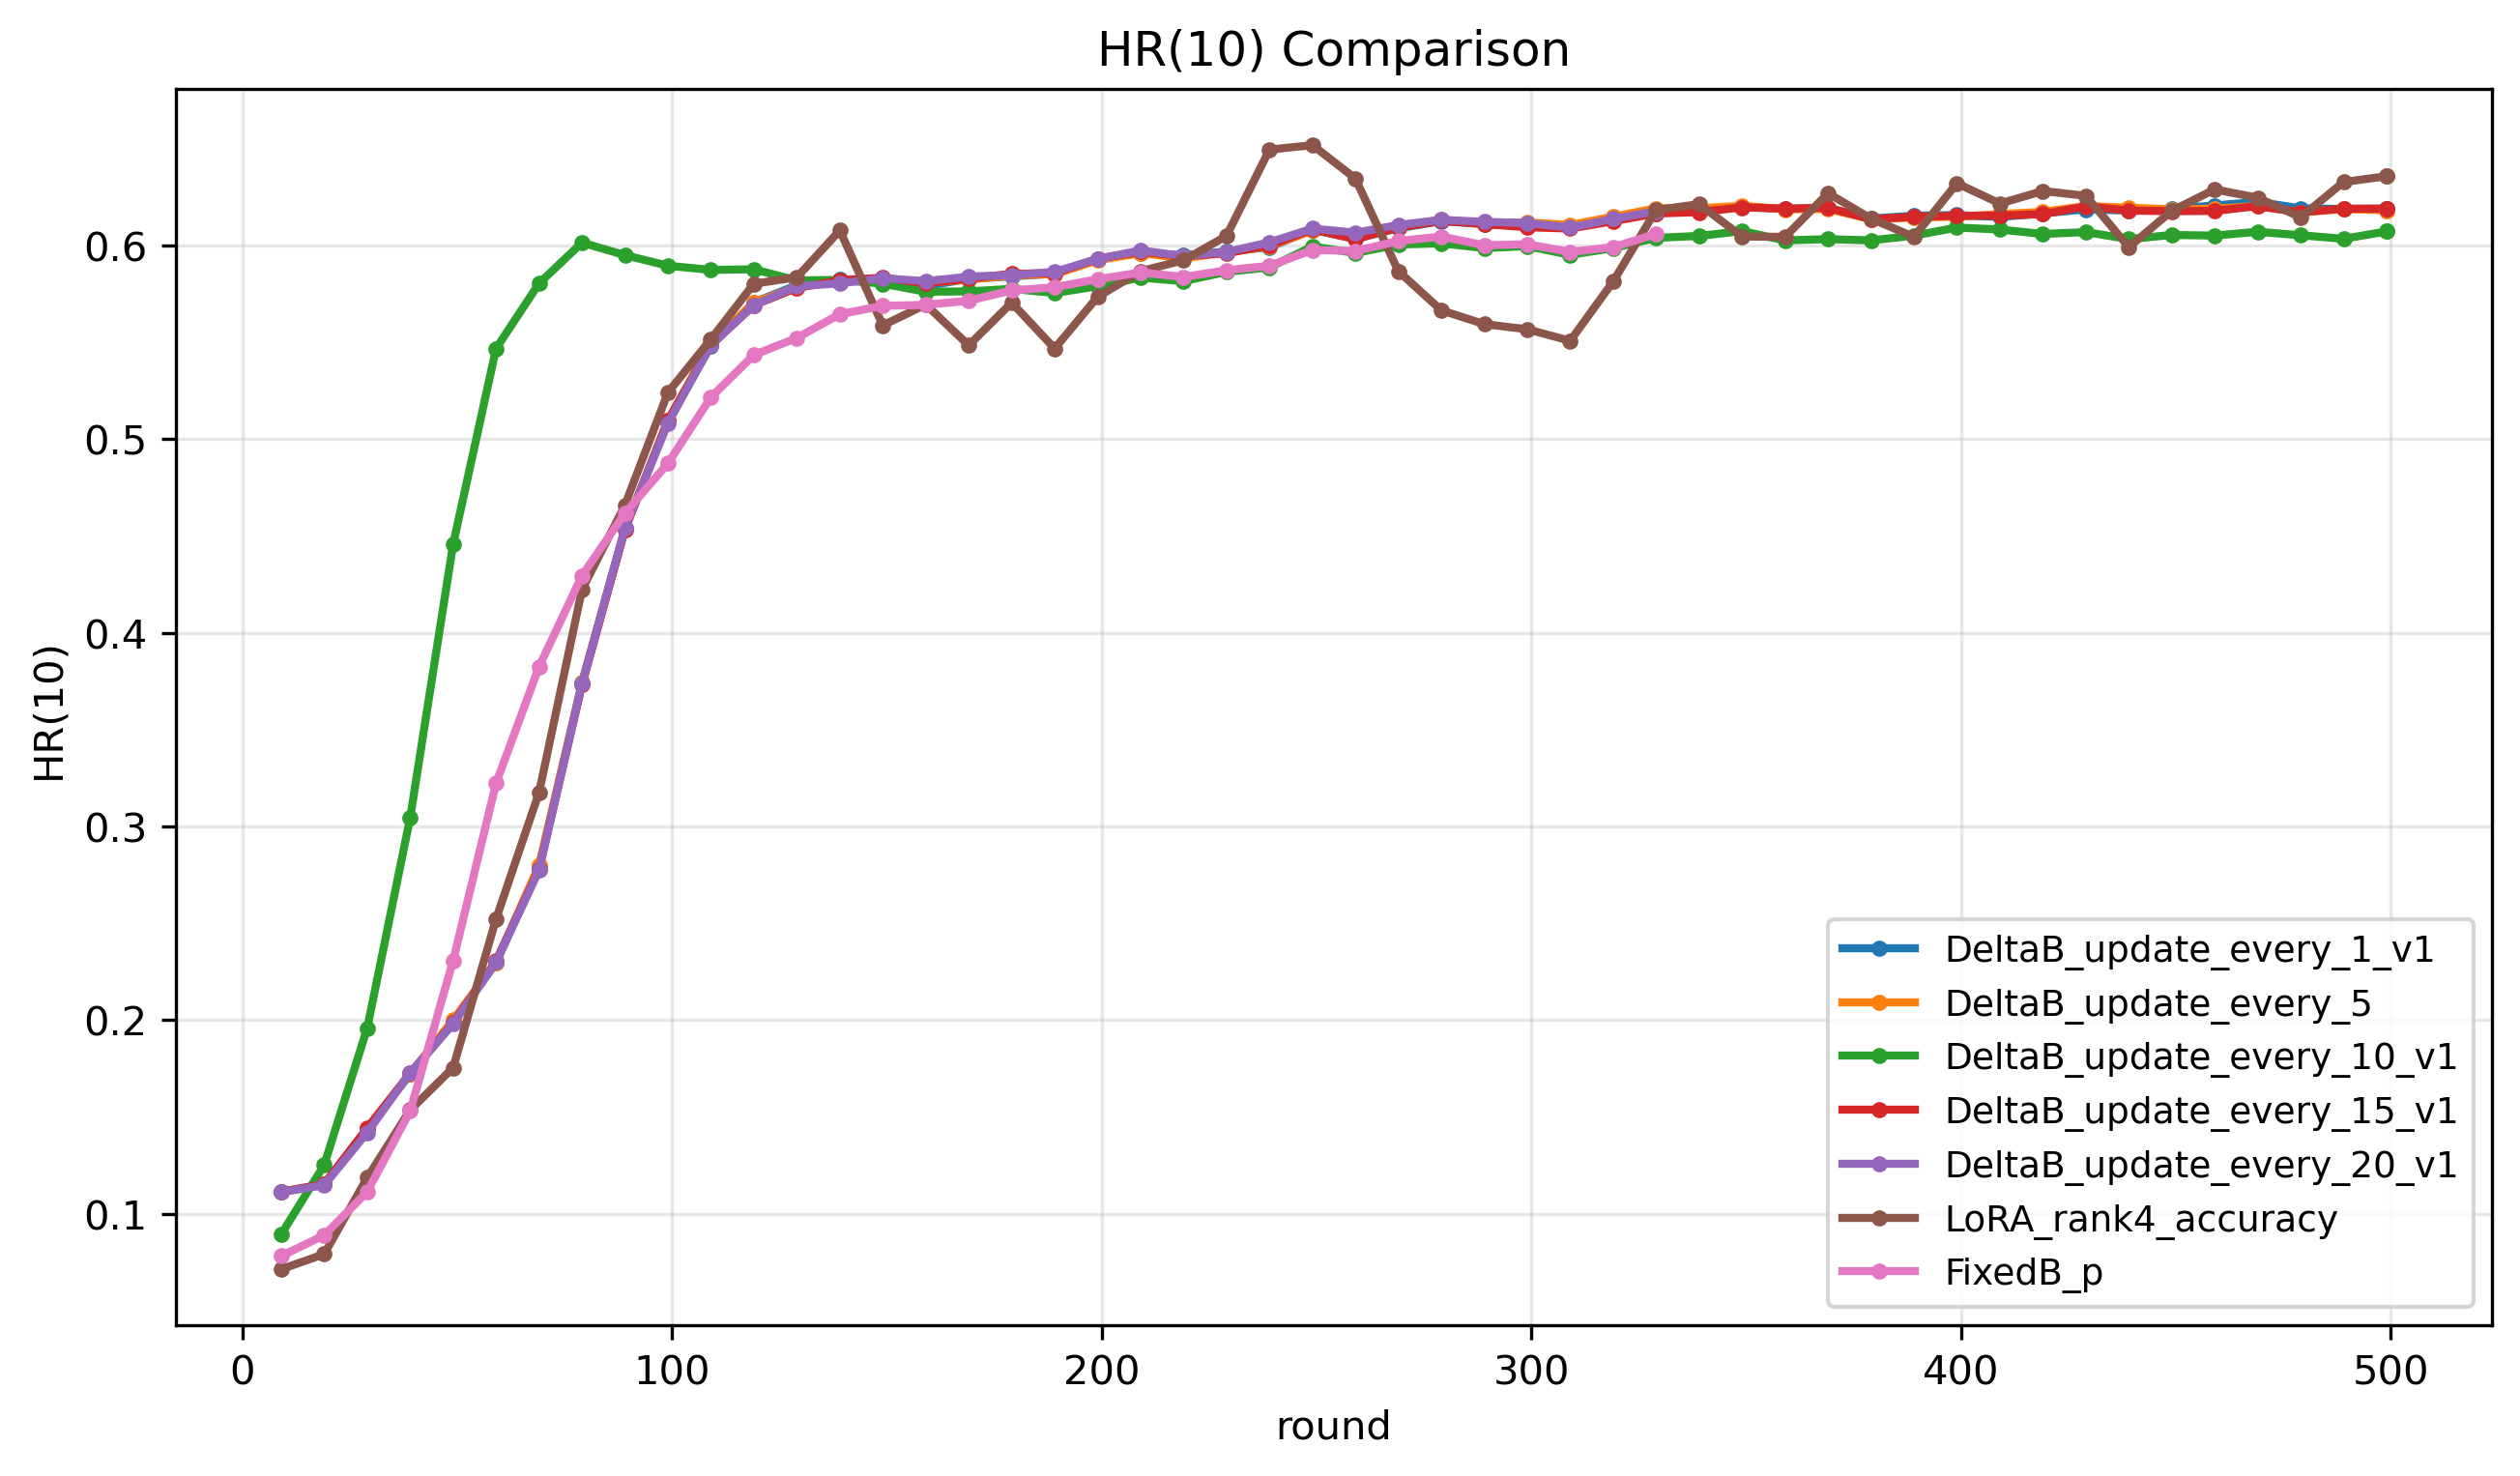 HR(10) Comparison
HR(10)
0.6
0.5
0.4
0.3
0.2
0.1
0
100
200
300
400
500
round
DeltaB_update_every_1_v1
DeltaB_update_every_5
DeltaB_update_every_10_v1
DeltaB_update_every_15_v1
DeltaB_update_every_20_v1
LoRA_rank4_accuracy
FixedB_p